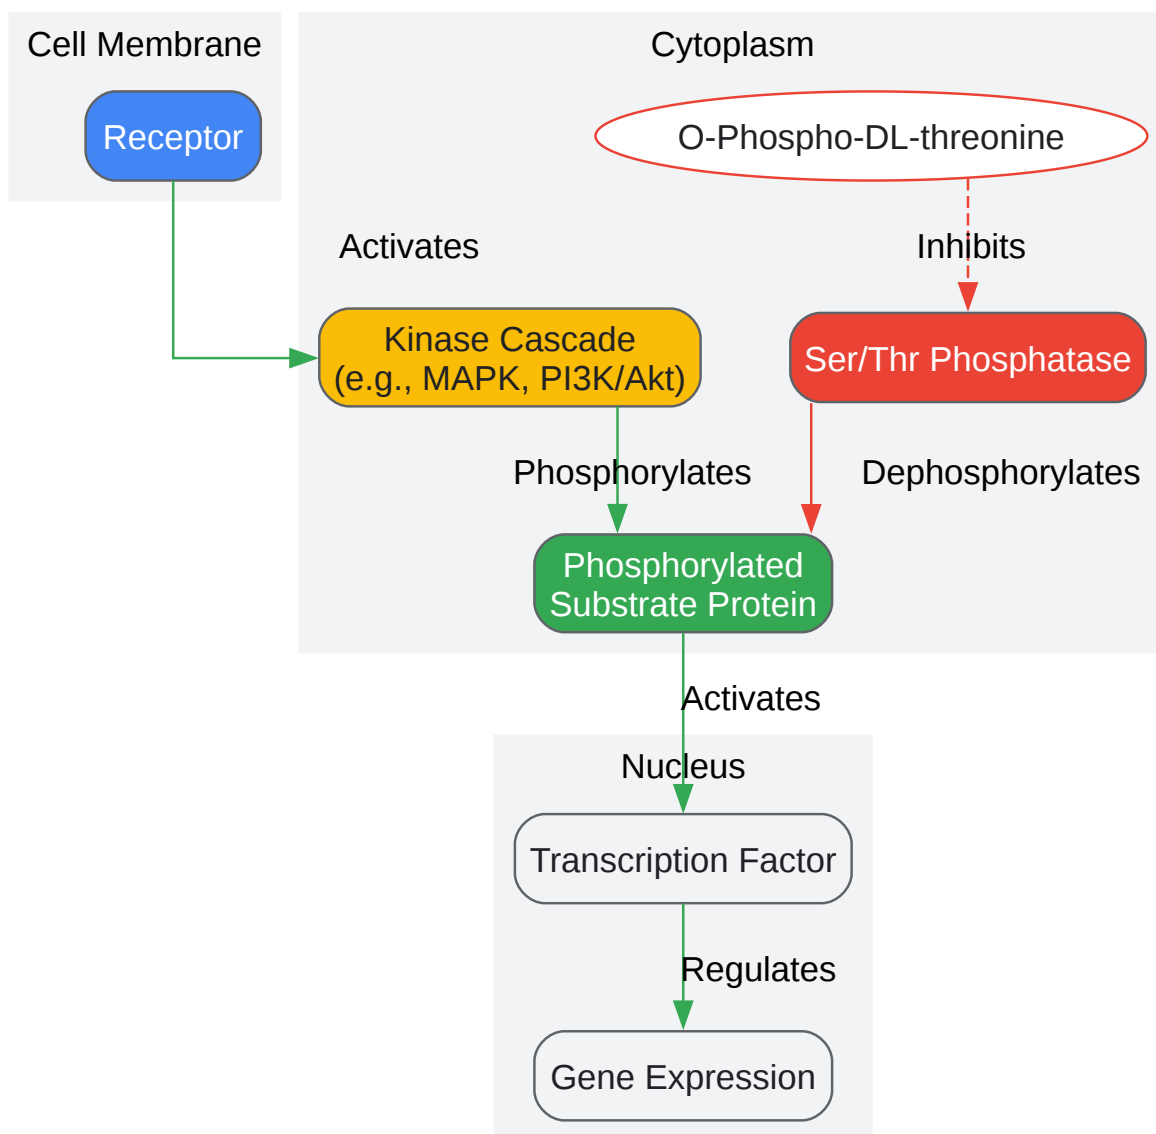 Cell Membrane
Cytoplasm
Receptor
O-Phospho-DL-threonine
Activates
Inhibits
Kinase Cascade
(e.g., MAPK, PI3K/Akt)
Ser/Thr Phosphatase
Phosphorylates
Dephosphorylates
Phosphorylated
Substrate Protein
Activates
Nucleus
Transcription Factor
Regulates
Gene Expression